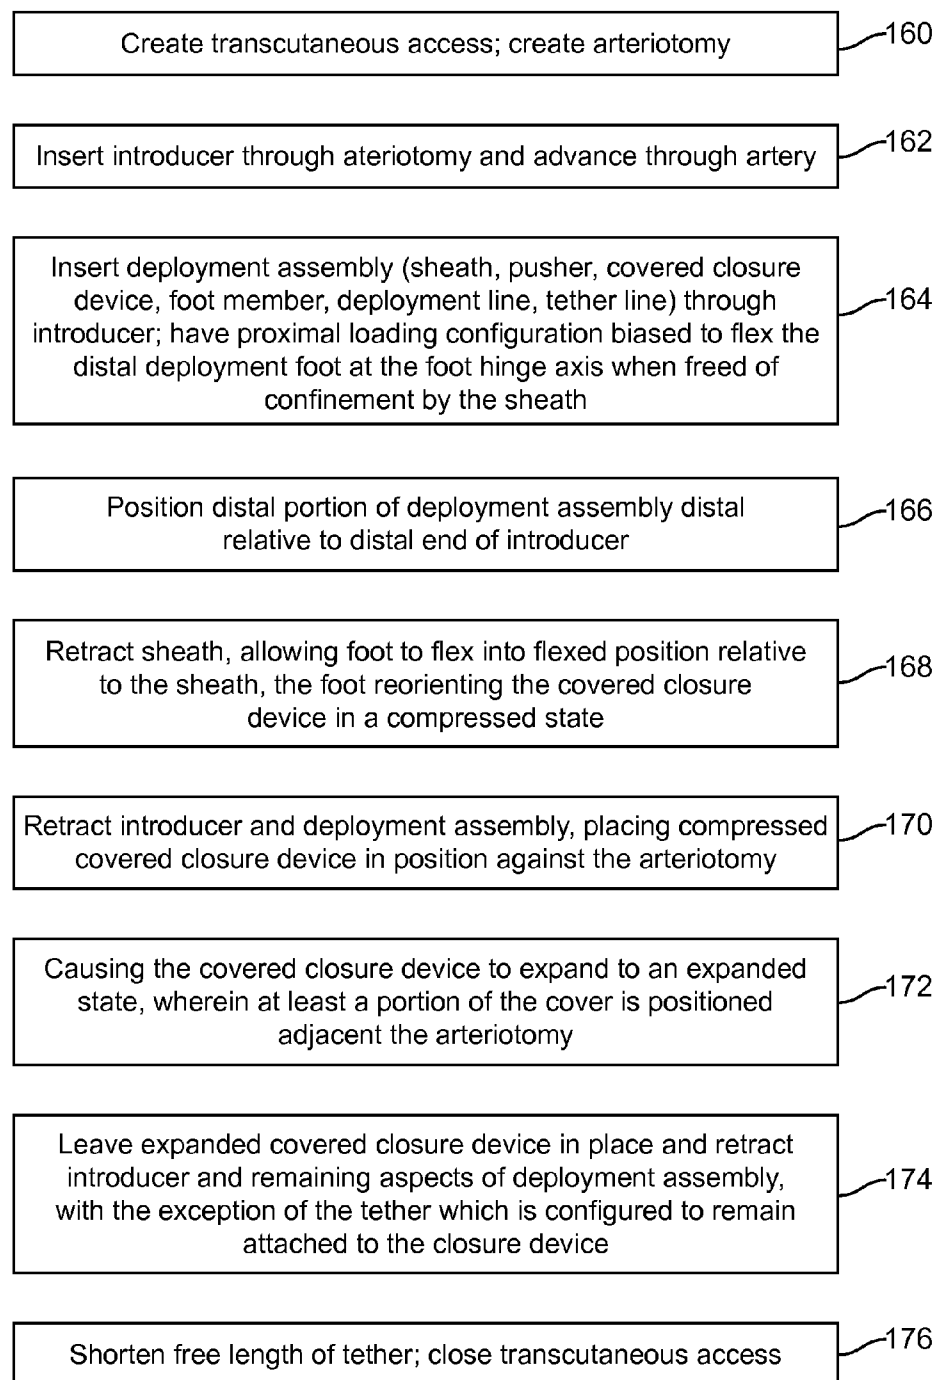 Create transcutaneous access; create arteriotomy
160
Insert introducer through ateriotomy and advance through artery
162
Insert deployment assembly (sheath, pusher, covered closure
device, foot member, deployment line, tether line) through
introducer; have proximal loading configuration biased to flex the
distal deployment foot at the foot hinge axis when freed of
confinement by the sheath
164
Position distal portion of deployment assembly distal
relative to distal end of introducer
166
Retract sheath, allowing foot to flex into flexed position relative
to the sheath, the foot reorienting the covered closure
device in a compressed state
168
Retract introducer and deployment assembly, placing compressed
covered closure device in position against the arteriotomy
170
Causing the covered closure device to expand to an expanded
state, wherein at least a portion of the cover is positioned
adjacent the arteriotomy
172
Leave expanded covered closure device in place and retract
introducer and remaining aspects of deployment assembly,
with the exception of the tether which is configured to remain
attached to the closure device
174
Shorten free length of tether; close transcutaneous access
176